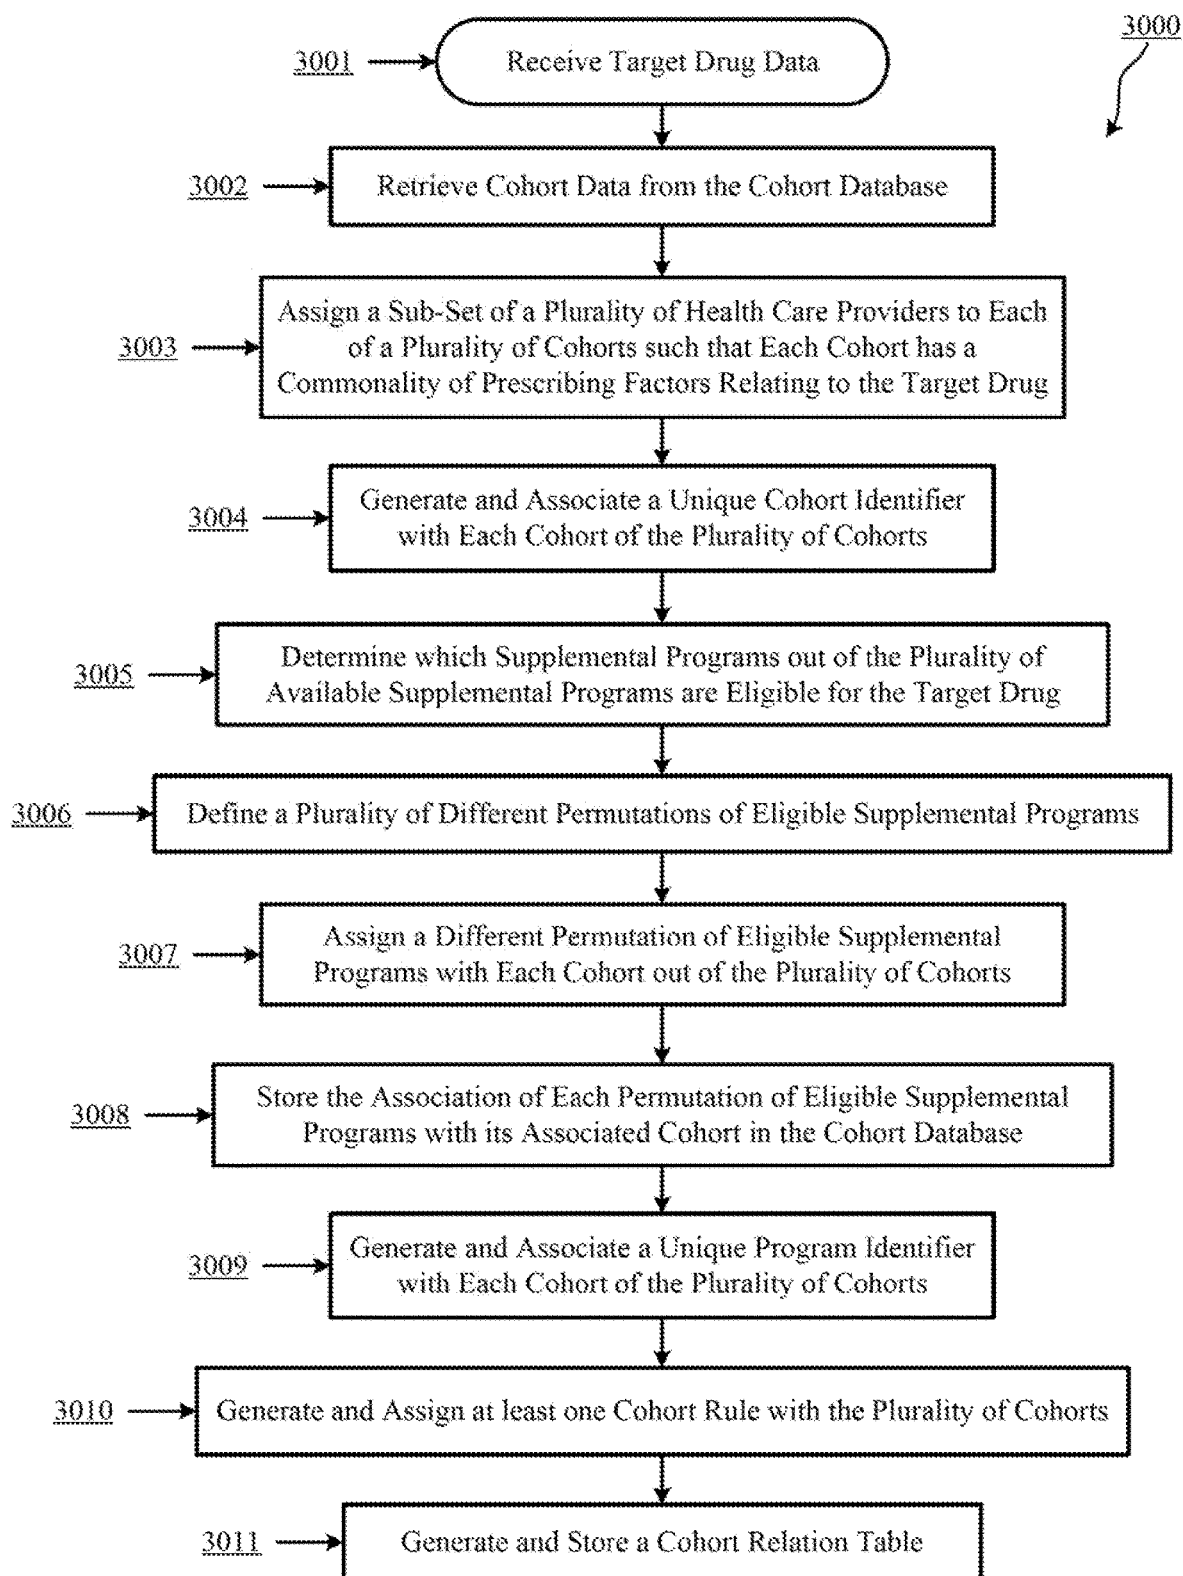 3000
3001
Receive Target Drug Data
3002
Retrieve Cohort Data from the Cohort Database
3003
Assign a Sub-Set of a Plurality of Health Care Providers to Each
of a Plurality of Cohorts such that Each Cohort has a
Commonality of Prescribing Factors Relating to the Target Drug
3004
Generate and Associate a Unique Cohort Identifier
with Each Cohort of the Plurality of Cohorts
3005
Determine which Supplemental Programs out of the Plurality of
Available Supplemental Programs are Eligible for the Target Drug
3006
Define a Plurality of Different Permutations of Eligible Supplemental Programs
3007
Assign a Different Permutation of Eligible Supplemental
Programs with Each Cohort out of the Plurality of Cohorts
3008
Store the Association of Each Permutation of Eligible Supplemental
Programs with its Associated Cohort in the Cohort Database
3009
Generate and Associate a Unique Program Identifier
with Each Cohort of the Plurality of Cohorts
3010
Generate and Assign at least one Cohort Rule with the Plurality of Cohorts
3011
Generate and Store a Cohort Relation Table